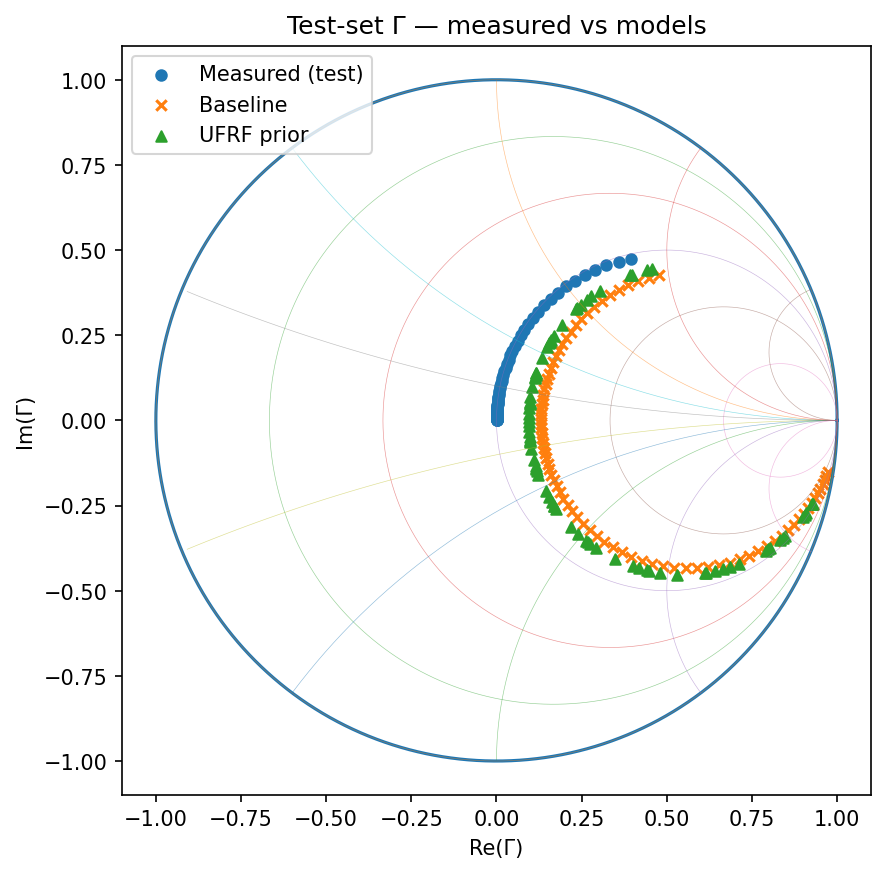 Test-set Γ — measured vs models
Measured (test)
Baseline
UFRF prior
1.00
0.75
0.50
0.25
0.00
−0.25
−0.50
−0.75
−1.00
Im(Γ)
−1.00 −0.75 −0.50 −0.25 0.00 0.25 0.50 0.75 1.00
Re(Γ)